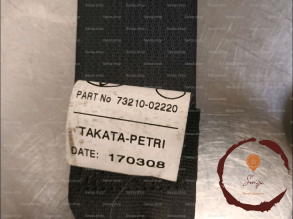 PART No 73210-02220
TAKATA-PETRI
DATE: 170308